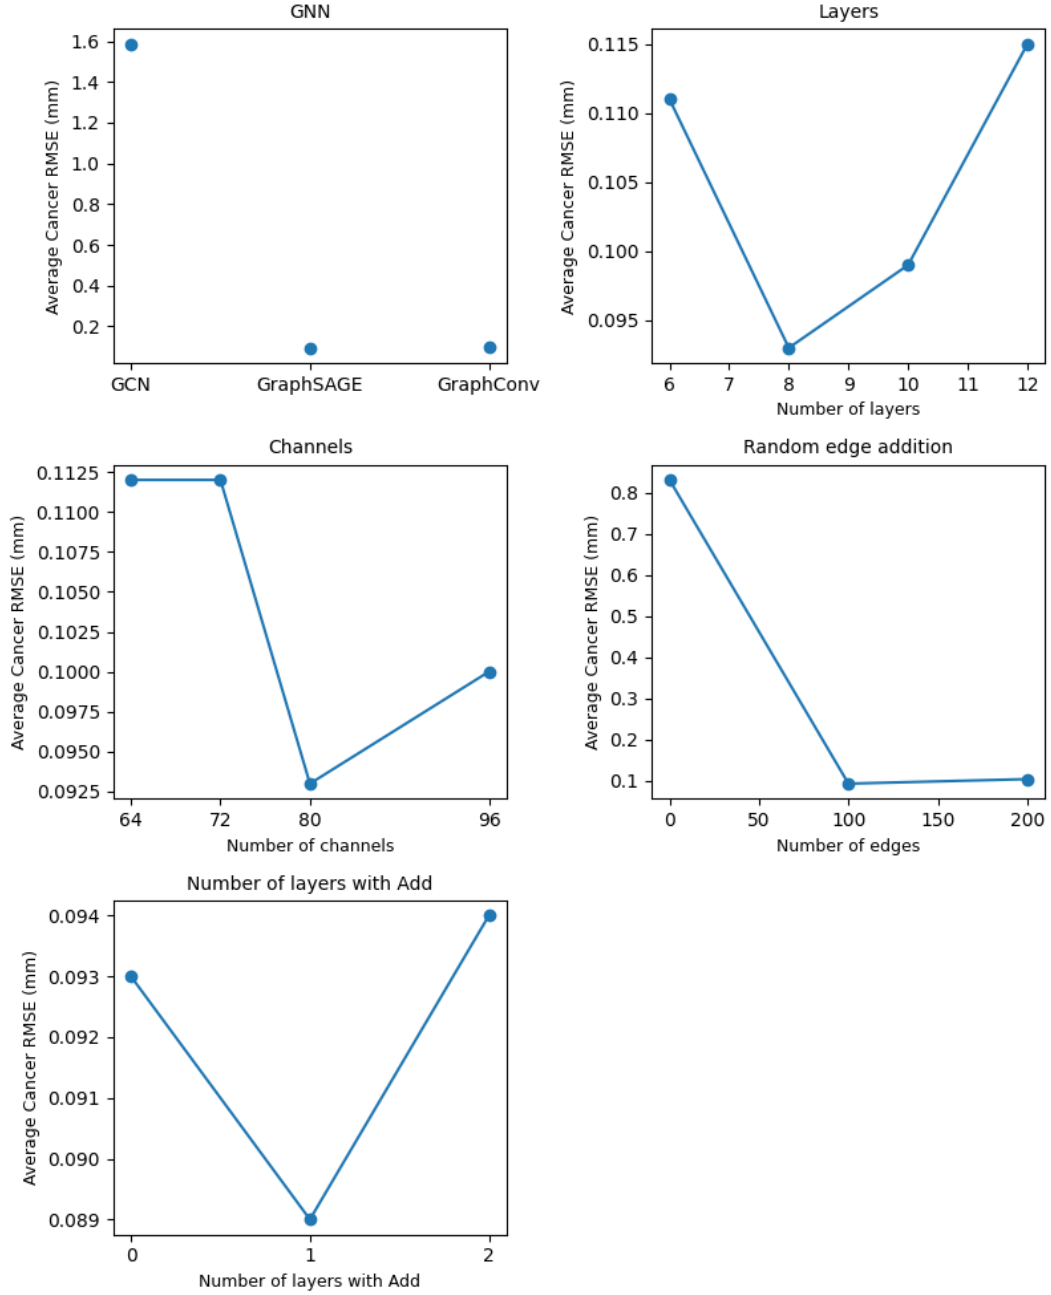 GNN
Average Cancer RMSE (mm)
1.6
1.4
1.2
1.0
0.8
0.6
0.4
0.2
GCN GraphSAGE GraphConv
Layers
Average Cancer RMSE (mm)
0.115
0.110
0.105
0.100
0.095
6 7 8 9 10 11 12
Number of layers
Channels
Average Cancer RMSE (mm)
0.1125
0.1100
0.1075
0.1050
0.1025
0.1000
0.0975
0.0950
0.0925
64 72 80 96
Number of channels
Random edge addition
Average Cancer RMSE (mm)
0.8
0.7
0.6
0.5
0.4
0.3
0.2
0.1
0 50 100 150 200
Number of edges
Number of layers with Add
Average Cancer RMSE (mm)
0.094
0.093
0.092
0.091
0.090
0.089
0 1 2
Number of layers with Add